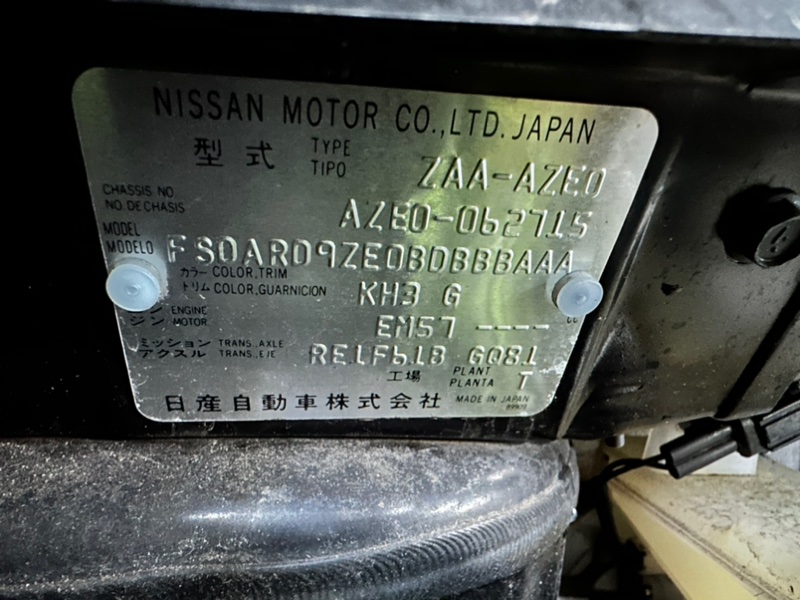 NISSAN MOTOR CO.,LTD. JAPAN
型式 TYPE TIPO ZAA-AZE0
CHASSIS NO.
NO. DE CHASIS AZE0-062715
MODEL
MODELO FS0ARD9ZE0BDBBBAAA
カラー COLOR,TRIM
トリム COLOR,GUARNICION KH3 G
ン ENGINE
ジン MOTOR EM57 ----
ミッション TRANS.,AXLE
アクスル TRANS.,EJE RE1F61B GQ81
工場 PLANT PLANTA T
日産自動車株式会社 MADE IN JAPAN